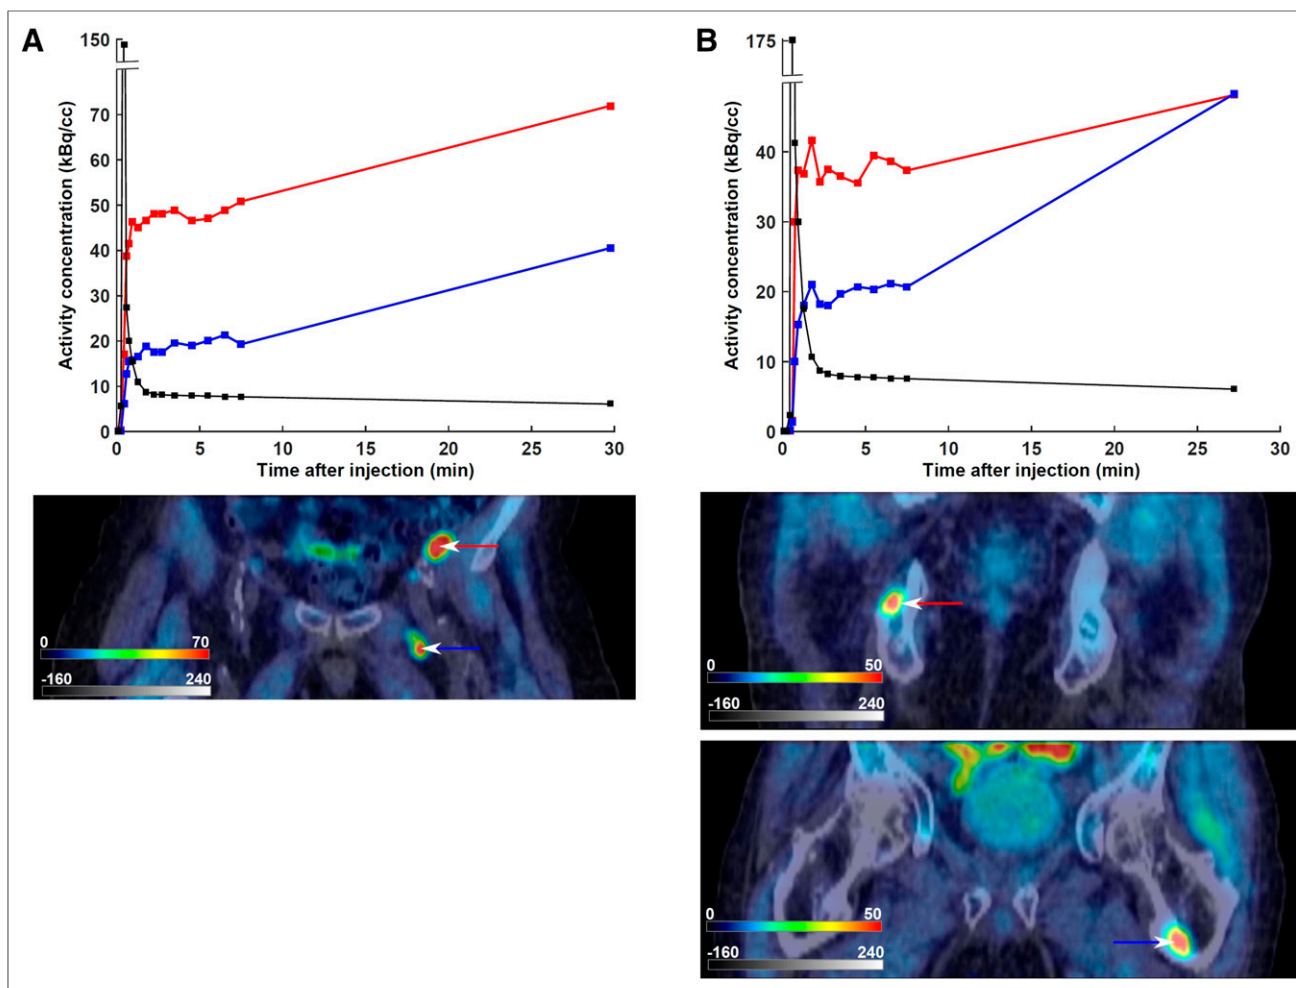 A
150
70
60
50
40
30
20
10
0
Activity concentration (kBq/cc)
0 5 10 15 20 25 30
Time after injection (min)
0 70
-160 240
B
175
40
30
20
10
0
Activity concentration (kBq/cc)
0 5 10 15 20 25 30
Time after injection (min)
0 50
-160 240
0 50
-160 240